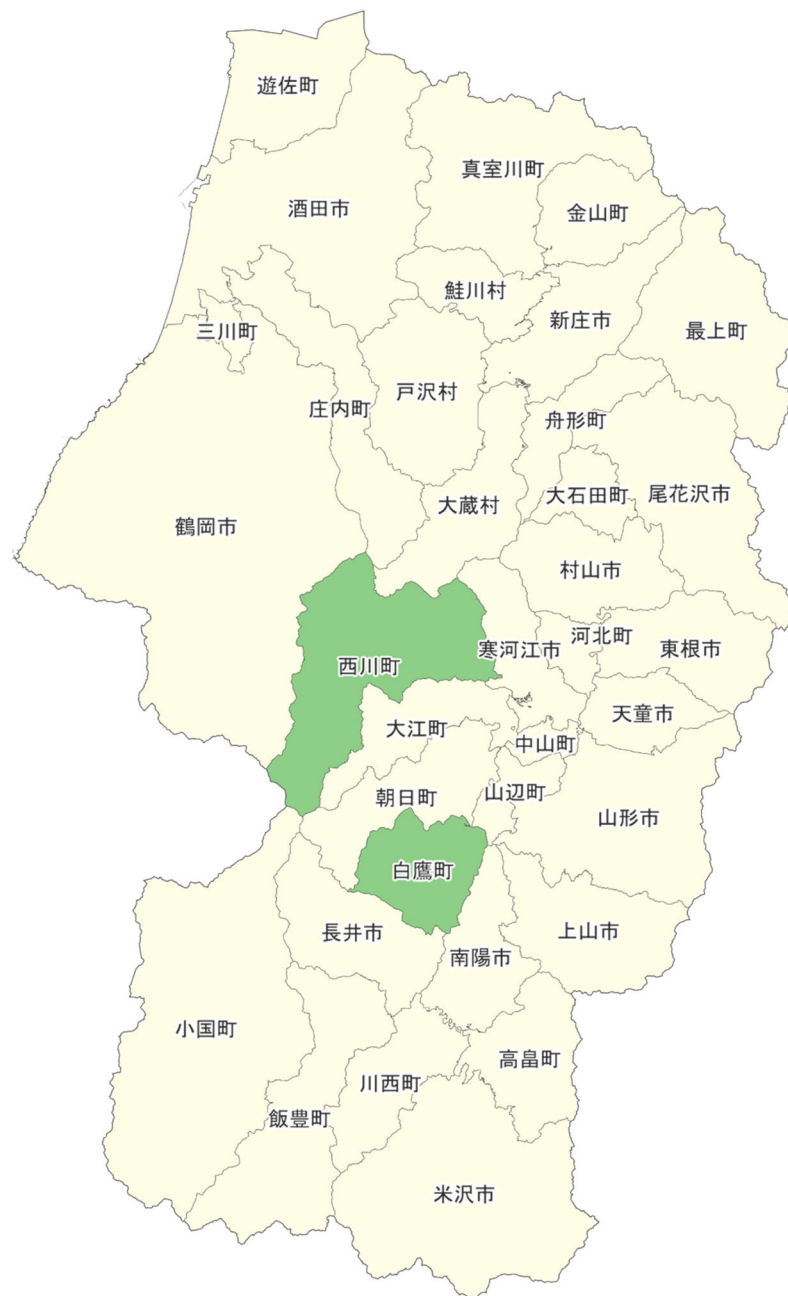 遊佐町
真室川町
酒田市
金山町
鮭川村
新庄市
三川町
最上町
戸沢村
庄内町
舟形町
大石田町
尾花沢市
大蔵村
鶴岡市
村山市
河北町
寒河江市
東根市
西川町
天童市
大江町
中山町
朝日町
山辺町
山形市
白鷹町
長井市
上山市
南陽市
小国町
高畠町
川西町
飯豊町
米沢市